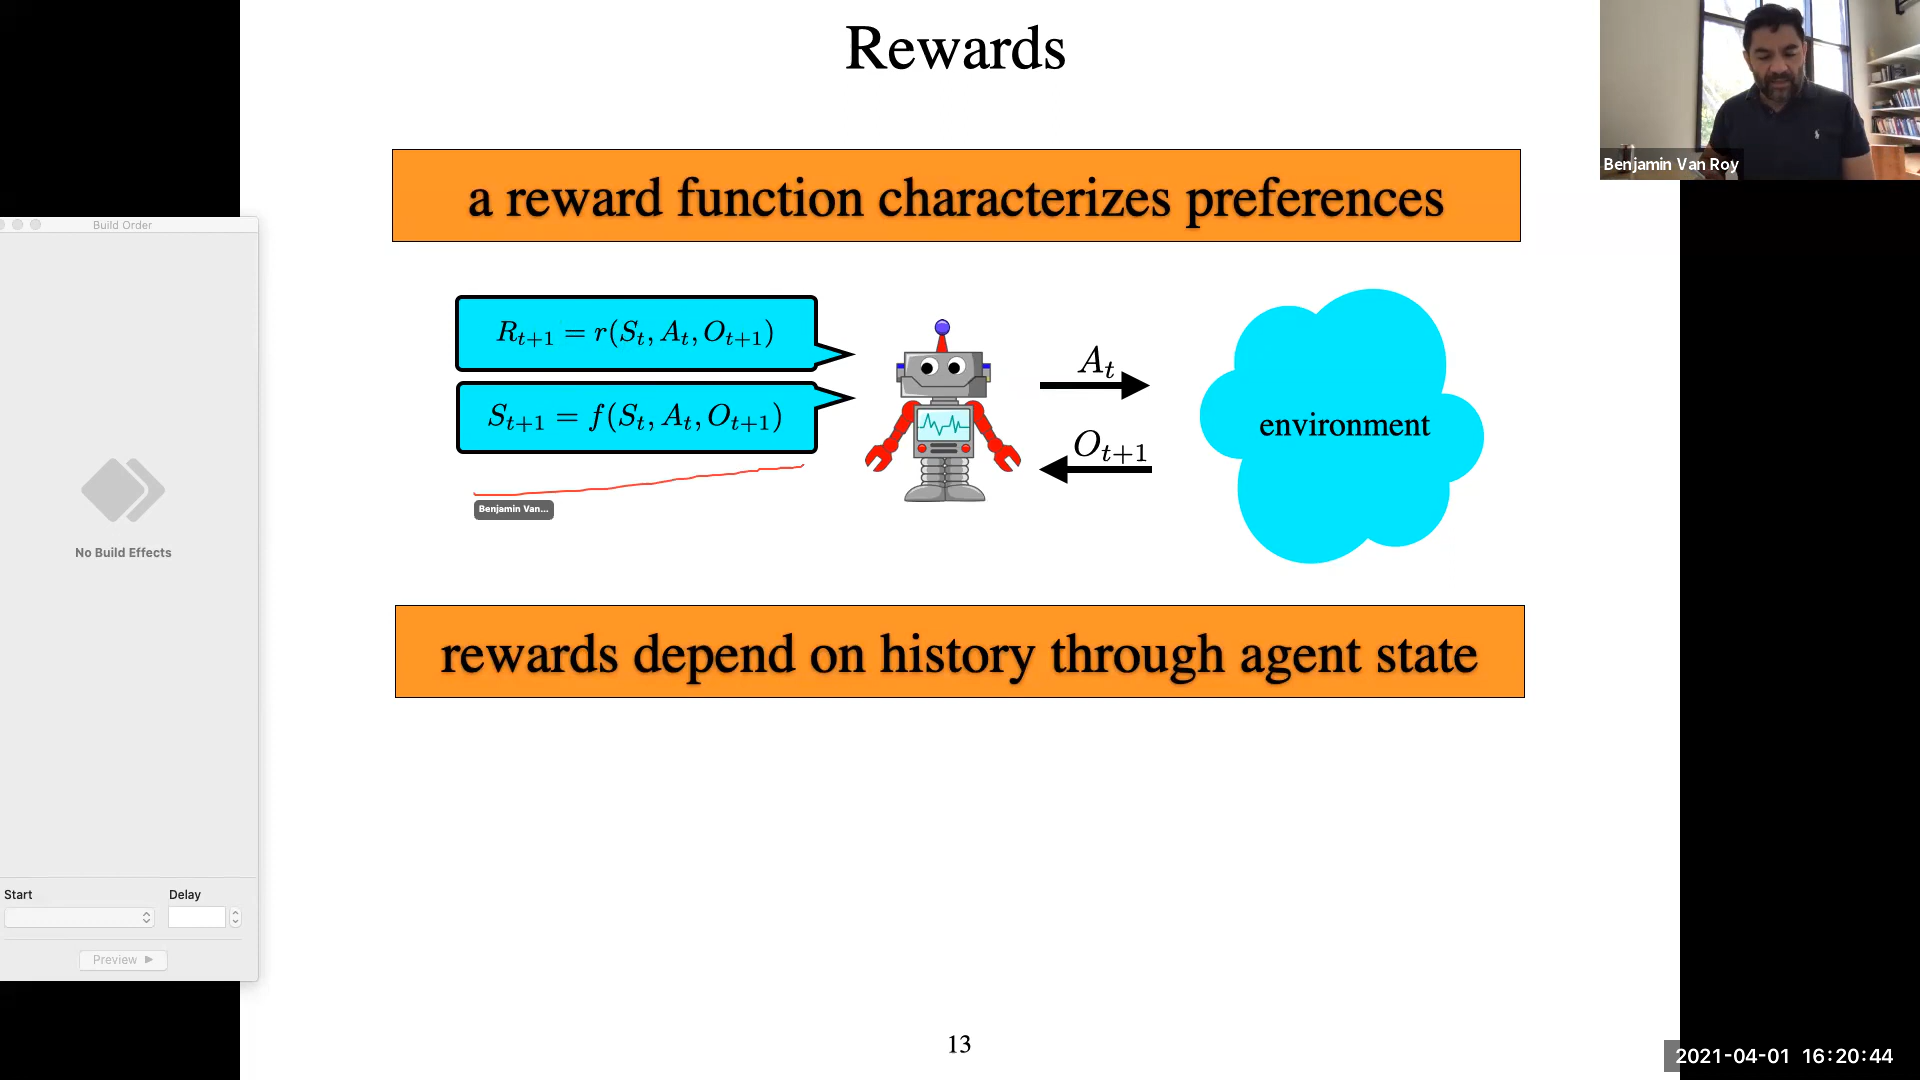 Rewards
Benjamin Van Roy
a reward function characterizes preferences
Build Order
R_{t+1} = r(S_t, A_t, O_{t+1})
S_{t+1} = f(S_t, A_t, O_{t+1})
A_t
O_{t+1}
environment
Benjamin Van...
No Build Effects
rewards depend on history through agent state
Start
Delay
Preview
13
2021-04-01 16:20:44